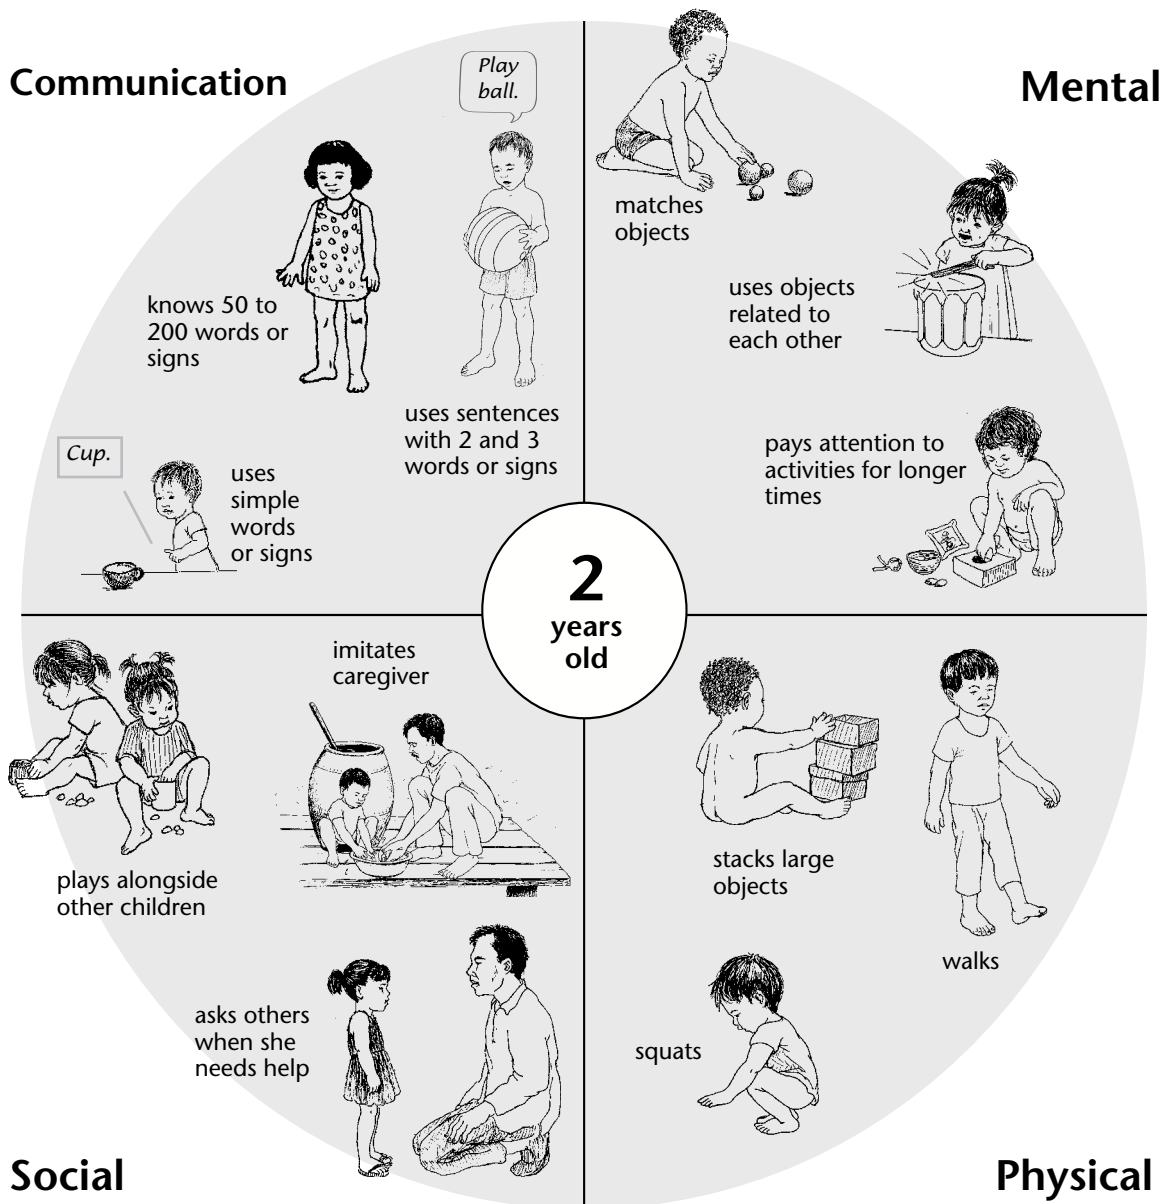 Communication
Play
ball.
knows 50 to
200 words or
signs
uses sentences
with 2 and 3
words or signs
Cup.
uses
simple
words
or signs
Mental
matches
objects
uses objects
related to
each other
pays attention to
activities for longer
times
2
years
old
imitates
caregiver
plays alongside
other children
asks others
when she
needs help
Social
stacks large
objects
walks
squats
Physical